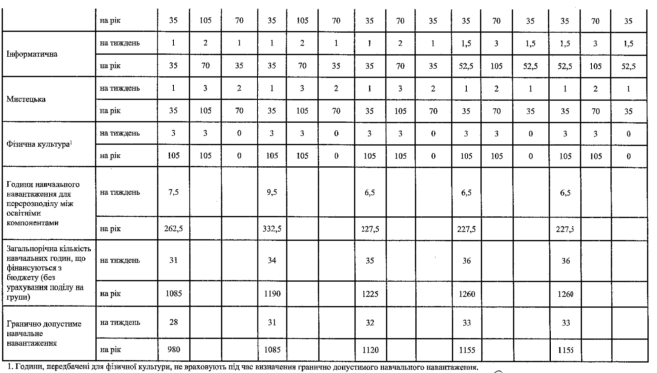 на рік 35 105 70 35 105 70 35 105 70 35 105 70 35 70 35
Інформатична на тиждень 1 2 1 1 2 1 1 2 1 1,5 3 1,5 1,5 3 1,5
на рік 35 70 35 35 70 35 35 70 35 52,5 105 52,5 52,5 105 52,5
Мистецька на тиждень 1 3 2 1 3 2 1 3 2 1 2 1 1 2 1
на рік 35 105 70 35 105 70 35 105 70 35 70 35 35 70 35
Фізична культура¹ на тиждень 3 3 0 3 3 0 3 3 0 3 3 0 3 3 0
на рік 105 105 0 105 105 0 105 105 0 105 105 0 105 105 0
Години навчального
навантаження для
перерозподілу між
освітніми
компонентами
на тиждень 7,5 9,5 6,5 6,5 6,5
на рік 262,5 332,5 227,5 227,5 227,5
Загальнорічна кількість
навчальних годин, що
фінансуються з
бюджету (без
урахування поділу на
групи)
на тиждень 31 34 35 36 36
на рік 1085 1190 1225 1260 1260
Гранично допустиме
навчальне
навантаження
на тиждень 28 31 32 33 33
на рік 980 1085 1120 1155 1155
1. Години, передбачені для фізичної культури, не враховують під час визначення гранично допустимого навчального навантаження.